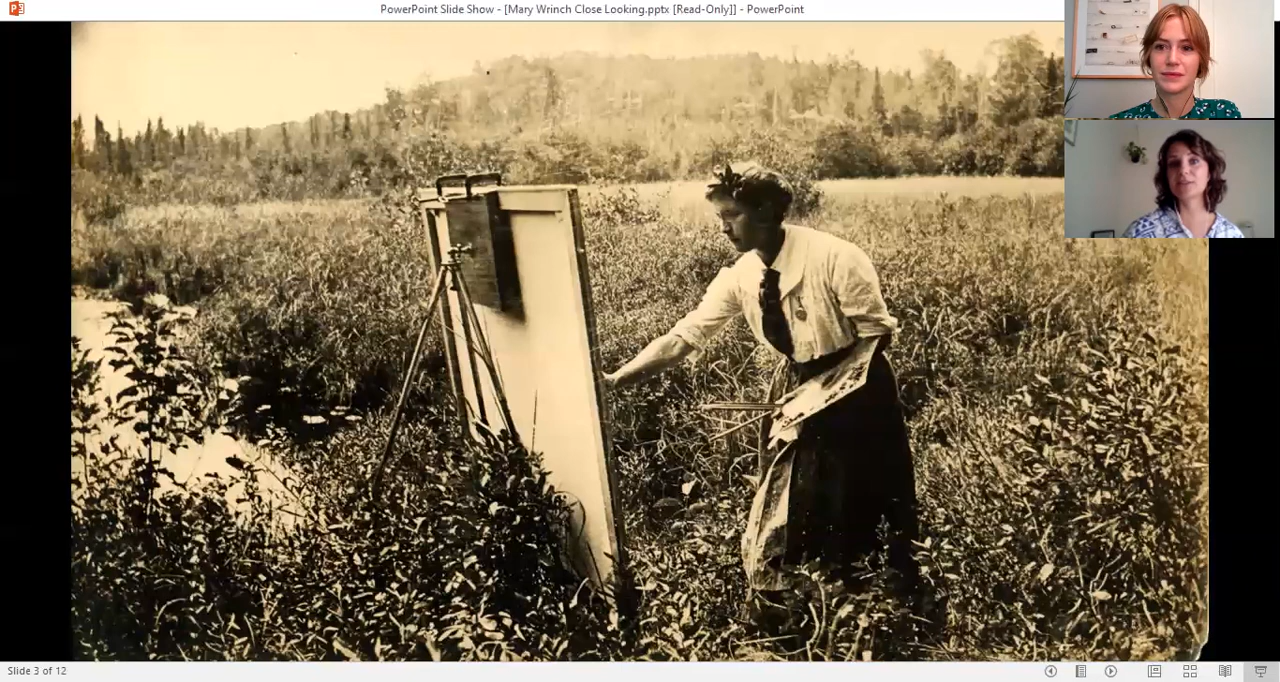 PowerPoint Slide Show - [Mary Wrinch Close Looking.pptx [Read-Only]] - PowerPoint
Slide 3 of 12